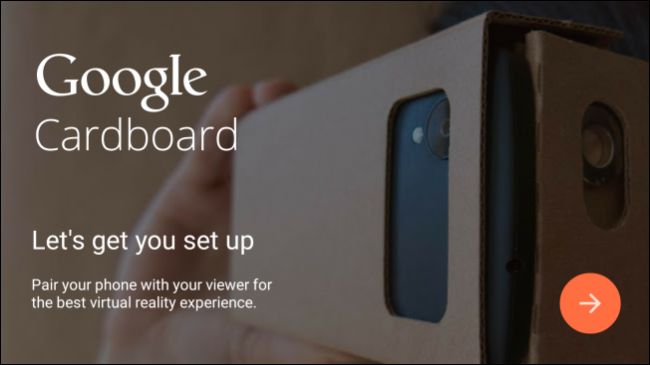 Google
Cardboard
Let's get you set up
Pair your phone with your viewer for
the best virtual reality experience.